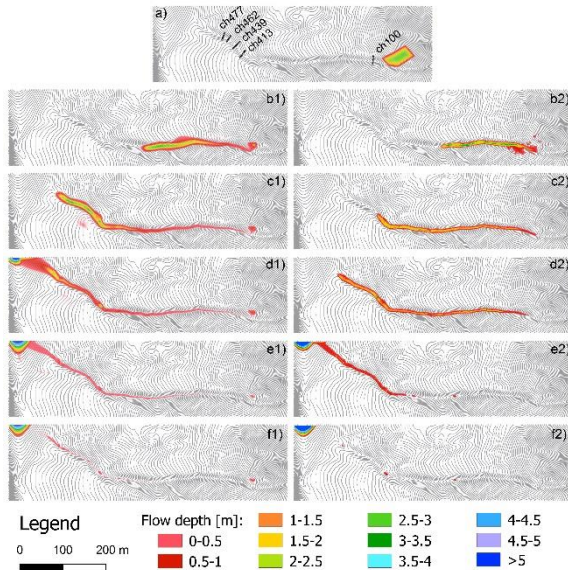 a)
ch477
ch462
ch439
ch413
ch100
b1)
b2)
c1)
c2)
d1)
d2)
e1)
e2)
f1)
f2)
Legend
0 100 200 m
Flow depth [m]:
0-0.5
0.5-1
1-1.5
1.5-2
2-2.5
2.5-3
3-3.5
3.5-4
4-4.5
4.5-5
>5